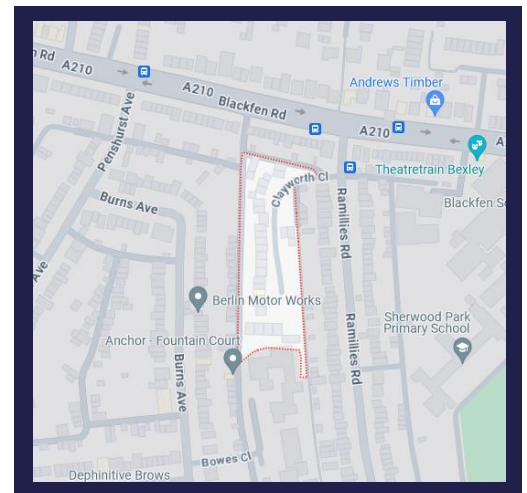 n Rd
A210
Andrews Timber
Blackfen Rd
A210
A210
A
Penshurst Ave
Theatretrain Bexley
Clayworth Cl
Burns Ave
Blackfen Sc
Ramillies Rd
Ave
Berlin Motor Works
Sherwood Park
Primary School
Anchor - Fountain Court
Ramillies Rd
Burns Ave
Bowes Cl
Dephinitive Brows